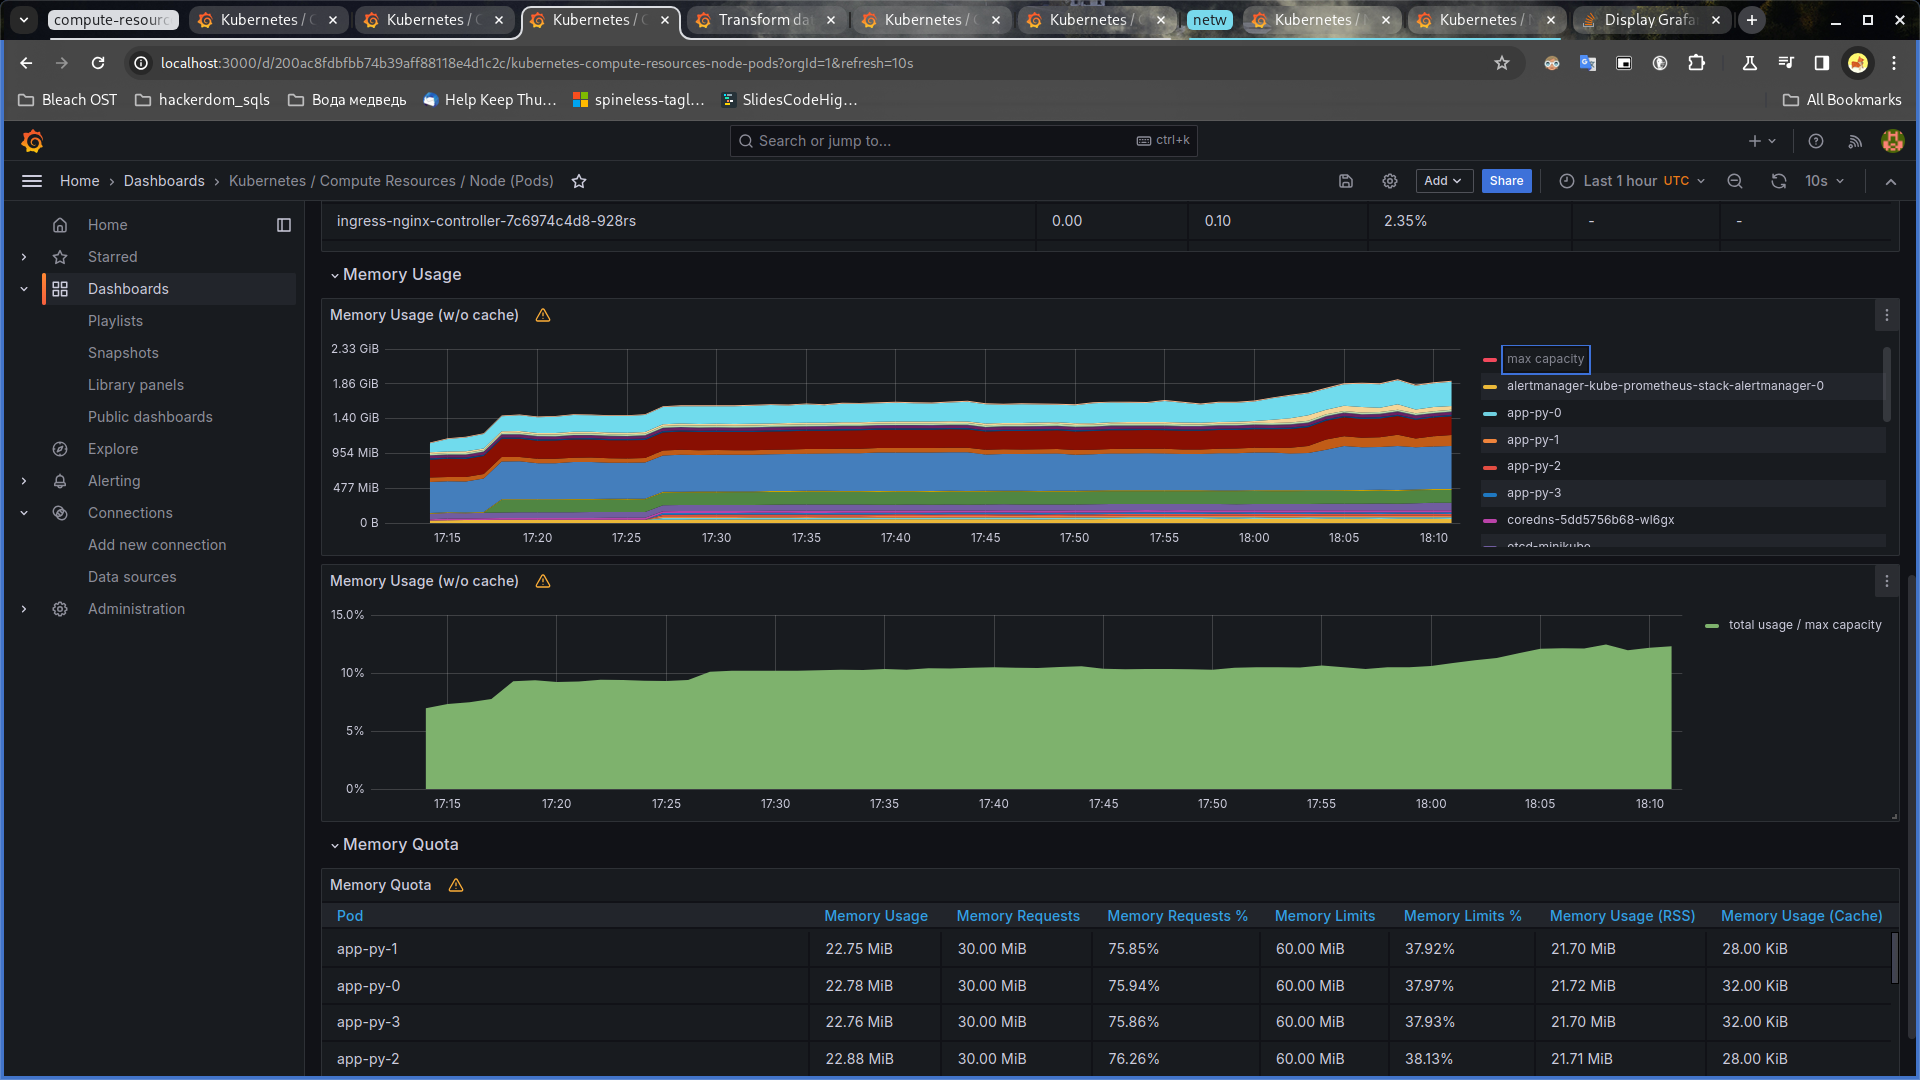 compute-resourc
Kubernetes / C
Kubernetes / C
Kubernetes / C
Transform da
Kubernetes / C
Kubernetes / C
netw
Kubernetes / N
Kubernetes / N
Display Grafa
localhost:3000/d/200ac8fdbfbb74b39aff88118e4d1c2c/kubernetes-compute-resources-node-pods?orgId=1&refresh=10s
Bleach OST
hackerdom_sqls
Вода медведь
Help Keep Thu...
spineless-tagl...
SlidesCodeHig...
All Bookmarks
Search or jump to...
ctrl+k
Home › Dashboards › Kubernetes / Compute Resources / Node (Pods)
Add
Share
Last 1 hour UTC
10s
Home
Starred
Dashboards
Playlists
Snapshots
Library panels
Public dashboards
Explore
Alerting
Connections
Add new connection
Data sources
Administration
ingress-nginx-controller-7c6974c4d8-928rs 0.00 0.10 2.35% - -
Memory Usage
Memory Usage (w/o cache)
2.33 GiB
1.86 GiB
1.40 GiB
954 MiB
477 MiB
0 B
17:15 17:20 17:25 17:30 17:35 17:40 17:45 17:50 17:55 18:00 18:05 18:10
max capacity
alertmanager-kube-prometheus-stack-alertmanager-0
app-py-0
app-py-1
app-py-2
app-py-3
coredns-5dd5756b68-wl6gx
etcd-minikube
Memory Usage (w/o cache)
15.0%
10%
5%
0%
17:15 17:20 17:25 17:30 17:35 17:40 17:45 17:50 17:55 18:00 18:05 18:10
total usage / max capacity
Memory Quota
Memory Quota
Pod Memory Usage Memory Requests Memory Requests % Memory Limits Memory Limits % Memory Usage (RSS) Memory Usage (Cache)
app-py-1 22.75 MiB 30.00 MiB 75.85% 60.00 MiB 37.92% 21.70 MiB 28.00 KiB
app-py-0 22.78 MiB 30.00 MiB 75.94% 60.00 MiB 37.97% 21.72 MiB 32.00 KiB
app-py-3 22.76 MiB 30.00 MiB 75.86% 60.00 MiB 37.93% 21.70 MiB 32.00 KiB
app-py-2 22.88 MiB 30.00 MiB 76.26% 60.00 MiB 38.13% 21.71 MiB 28.00 KiB